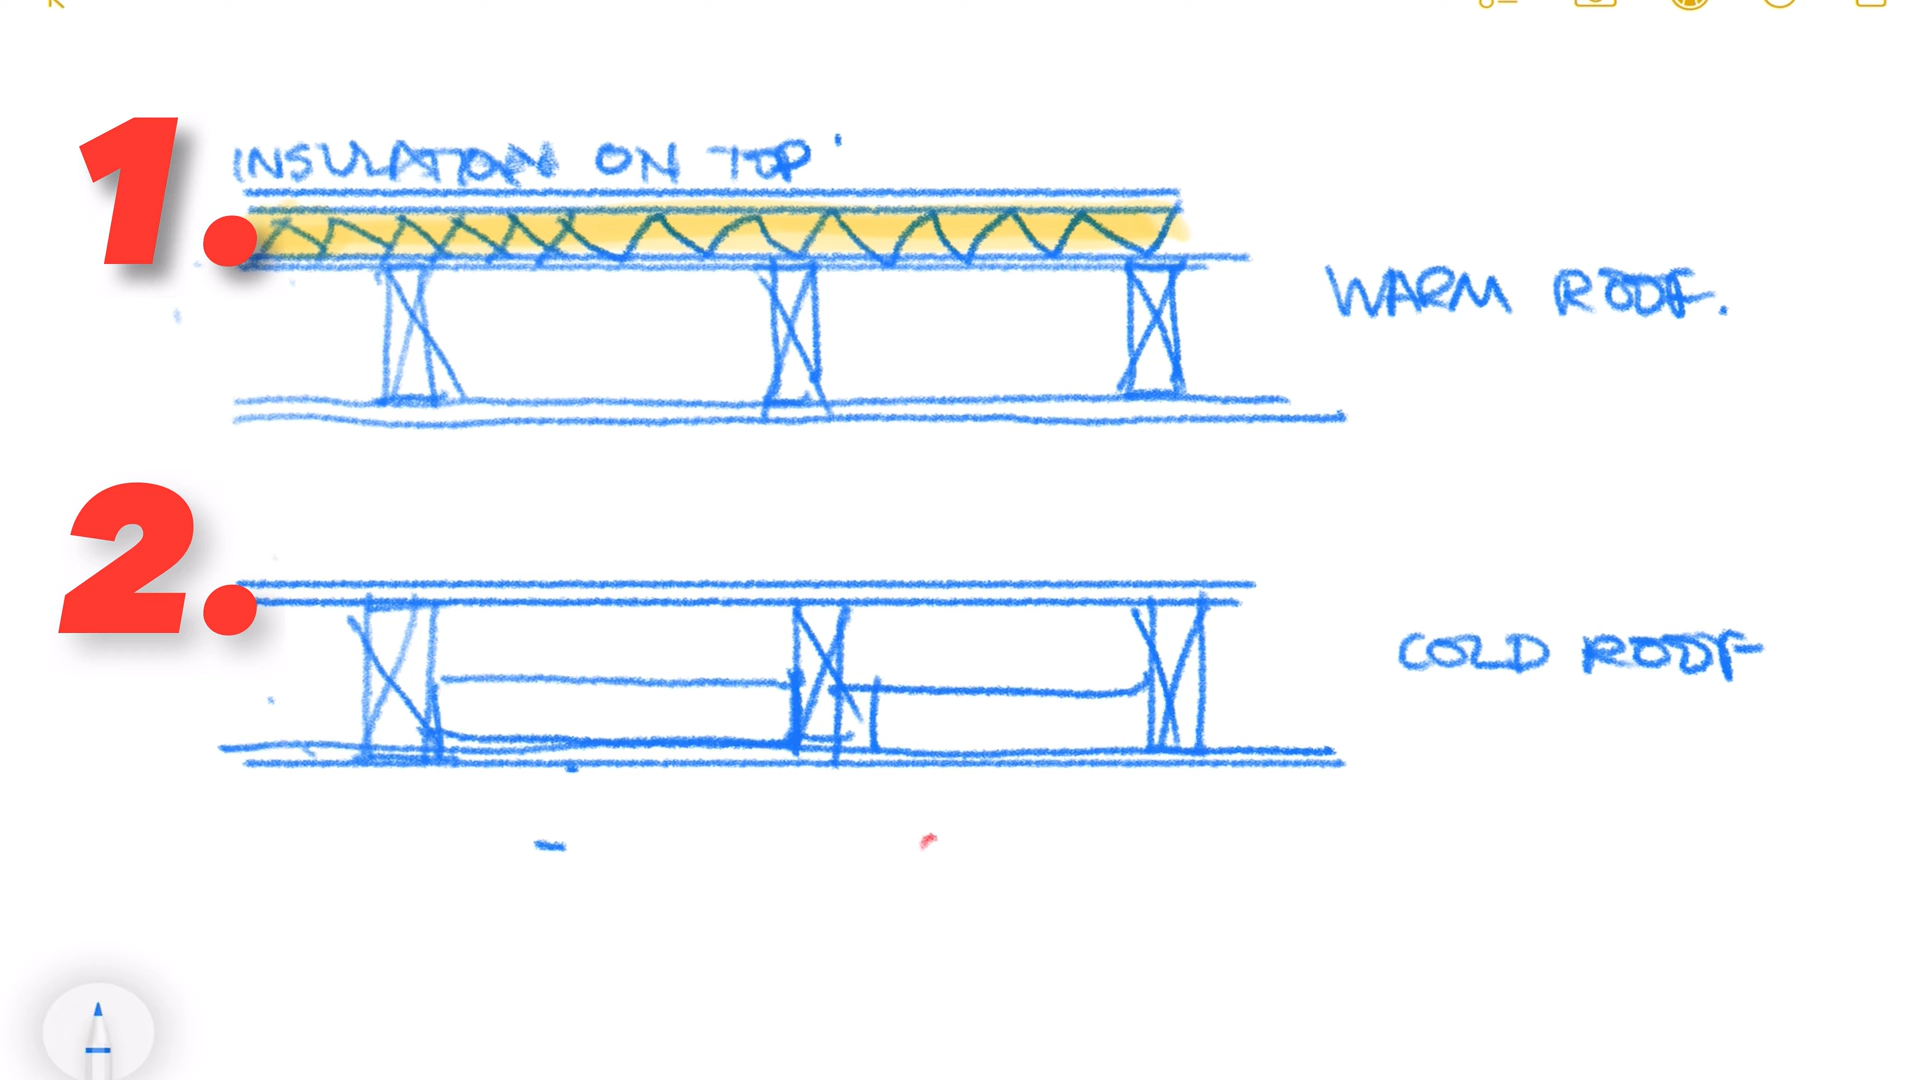 1.
INSULATION ON TOP
WARM ROOF.
2.
COLD ROOF